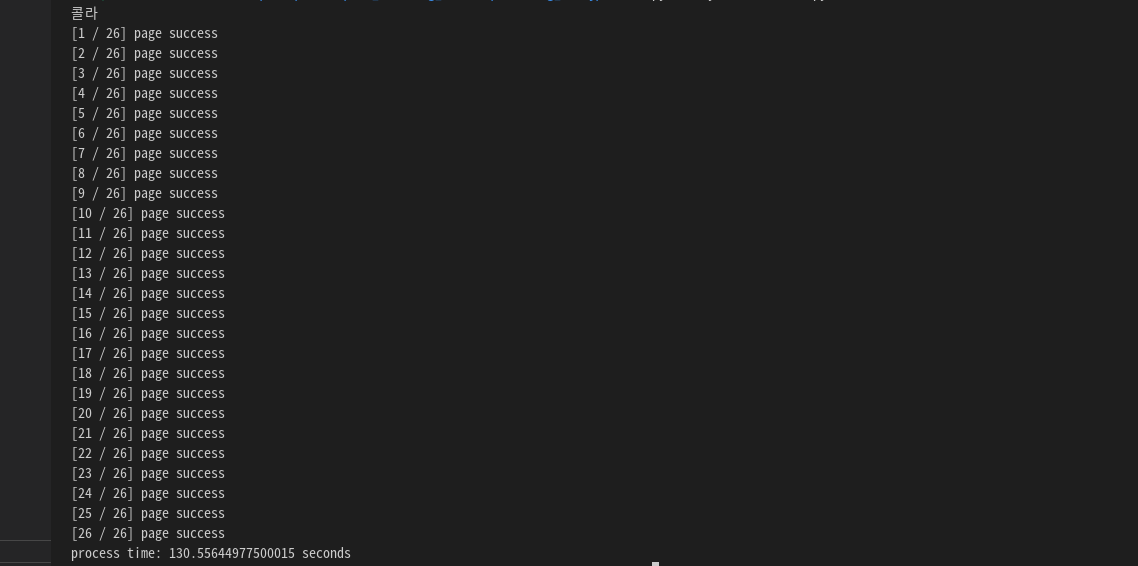 콜라
[1 / 26] page success
[2 / 26] page success
[3 / 26] page success
[4 / 26] page success
[5 / 26] page success
[6 / 26] page success
[7 / 26] page success
[8 / 26] page success
[9 / 26] page success
[10 / 26] page success
[11 / 26] page success
[12 / 26] page success
[13 / 26] page success
[14 / 26] page success
[15 / 26] page success
[16 / 26] page success
[17 / 26] page success
[18 / 26] page success
[19 / 26] page success
[20 / 26] page success
[21 / 26] page success
[22 / 26] page success
[23 / 26] page success
[24 / 26] page success
[25 / 26] page success
[26 / 26] page success
process time: 130.55644977500015 seconds